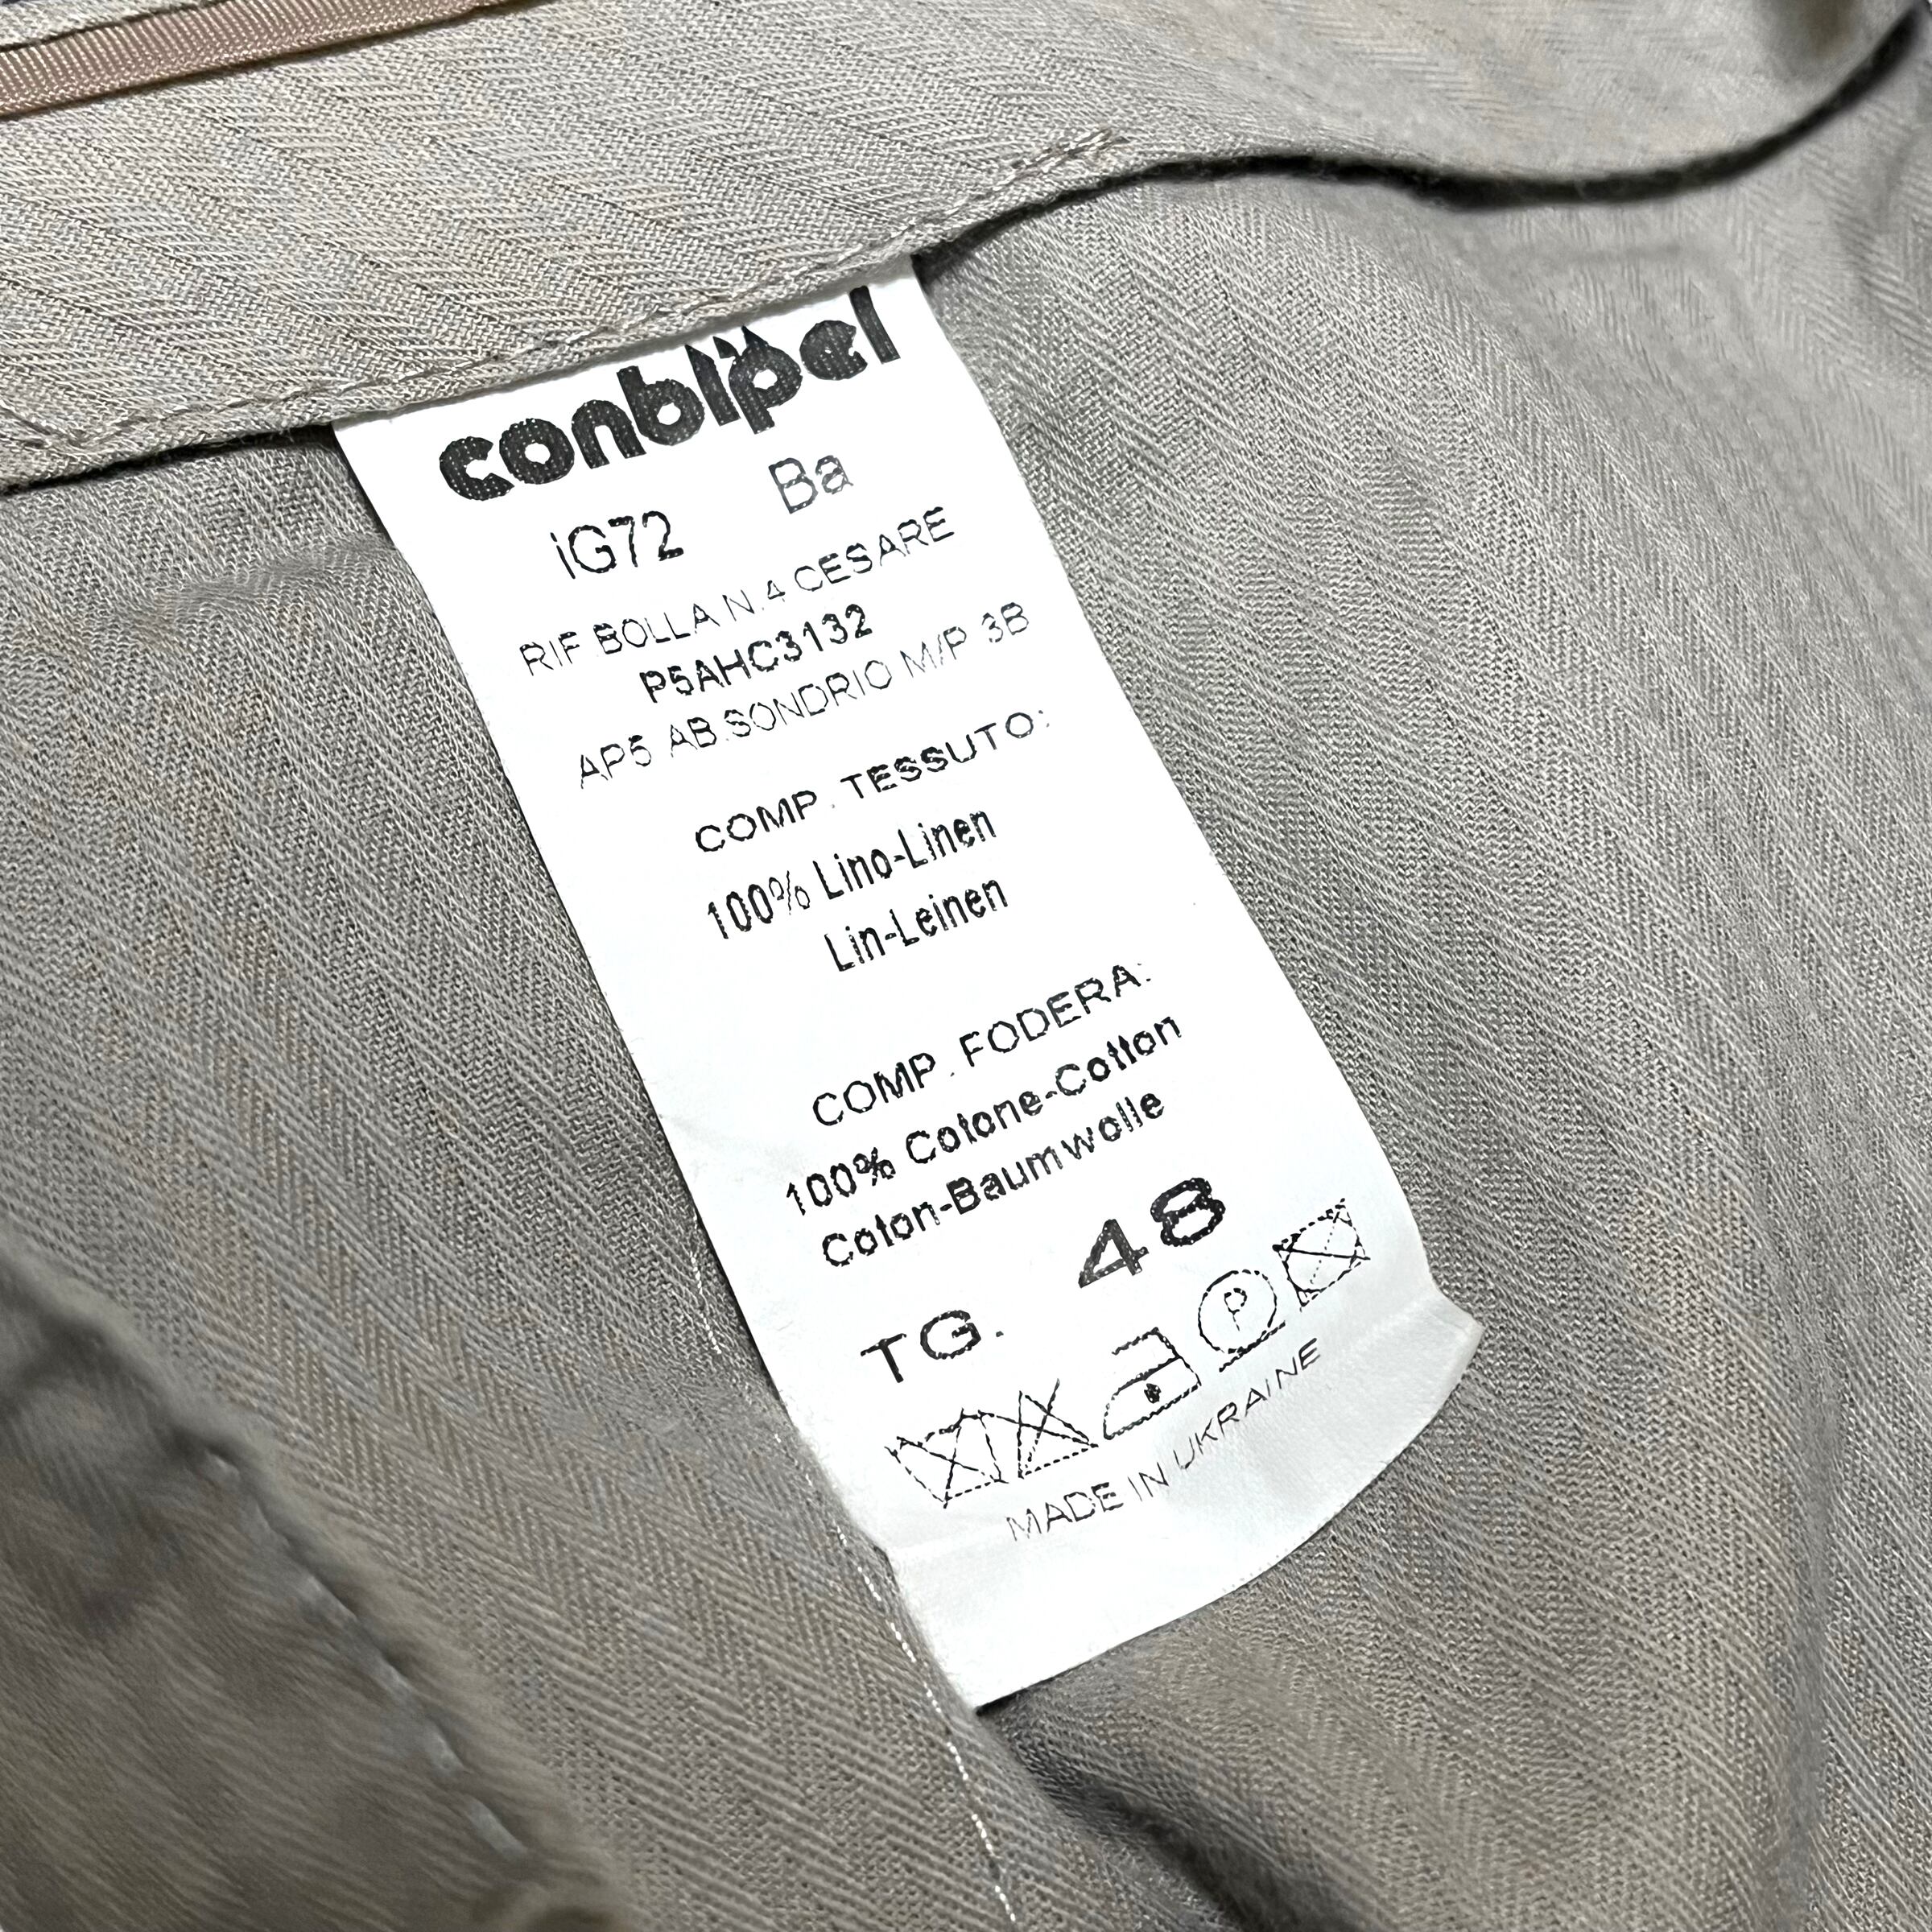 conbipel
iG72 Ba
RIF BOLLA N.4 CESARE
P5AHC3132
AP5 AB.SONDRIO M/P 3B
COMP. TESSUTO:
100% Lino-Linen
Lin-Leinen
COMP. FODERA:
100% Cotone-Cotton
Coton-Baumwolle
TG. 48
P
MADE IN UKRAINE